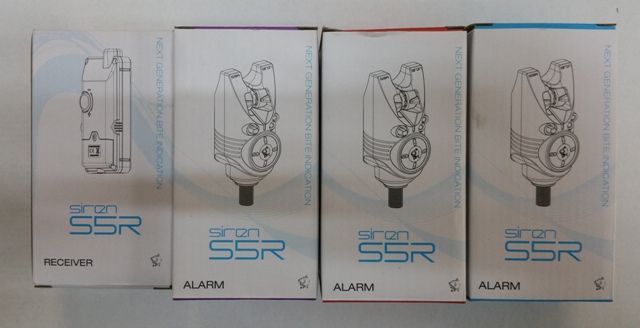 NEXT GENERATION BITE INDICATION
siren
S5R
RECEIVER
NEXT GENERATION BITE INDICATION
siren
S5R
ALARM
NEXT GENERATION BITE INDICATION
siren
S5R
ALARM
NEXT GENERATION BITE INDICATION
siren
S5R
ALARM